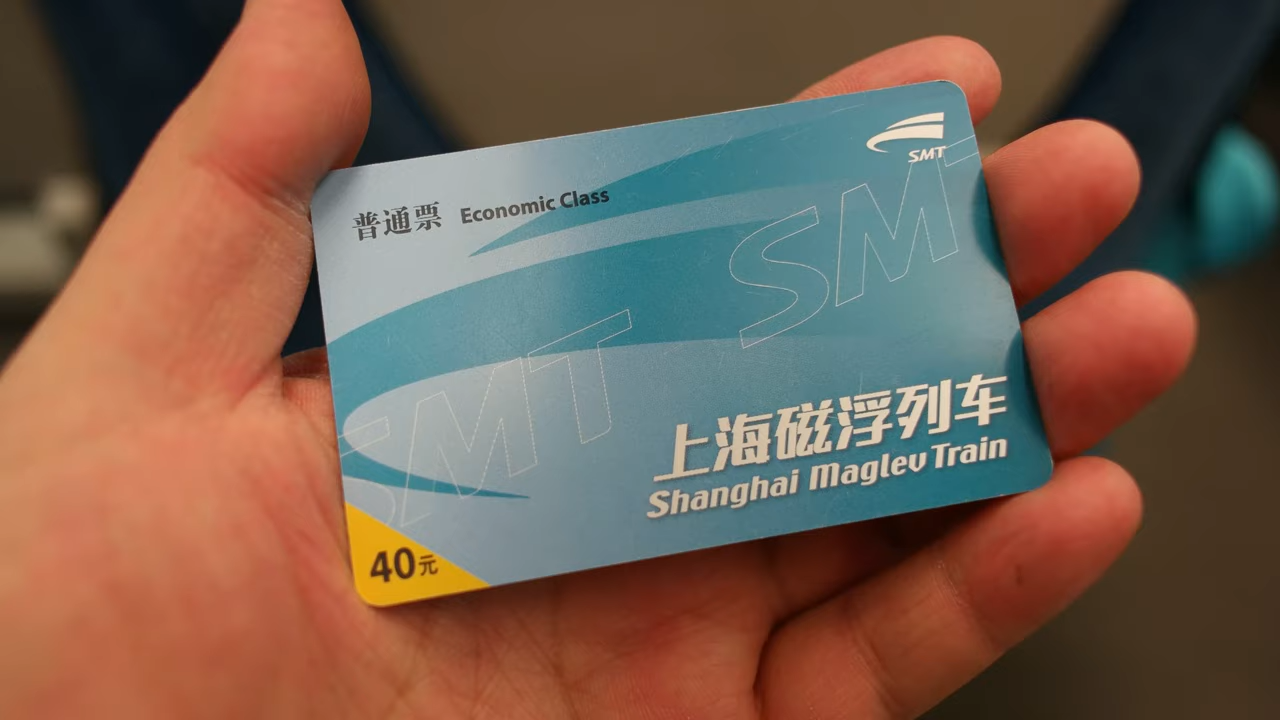 SMT
普通票 Economic Class
SMT
SMT
上海磁浮列车
Shanghai Maglev Train
40元